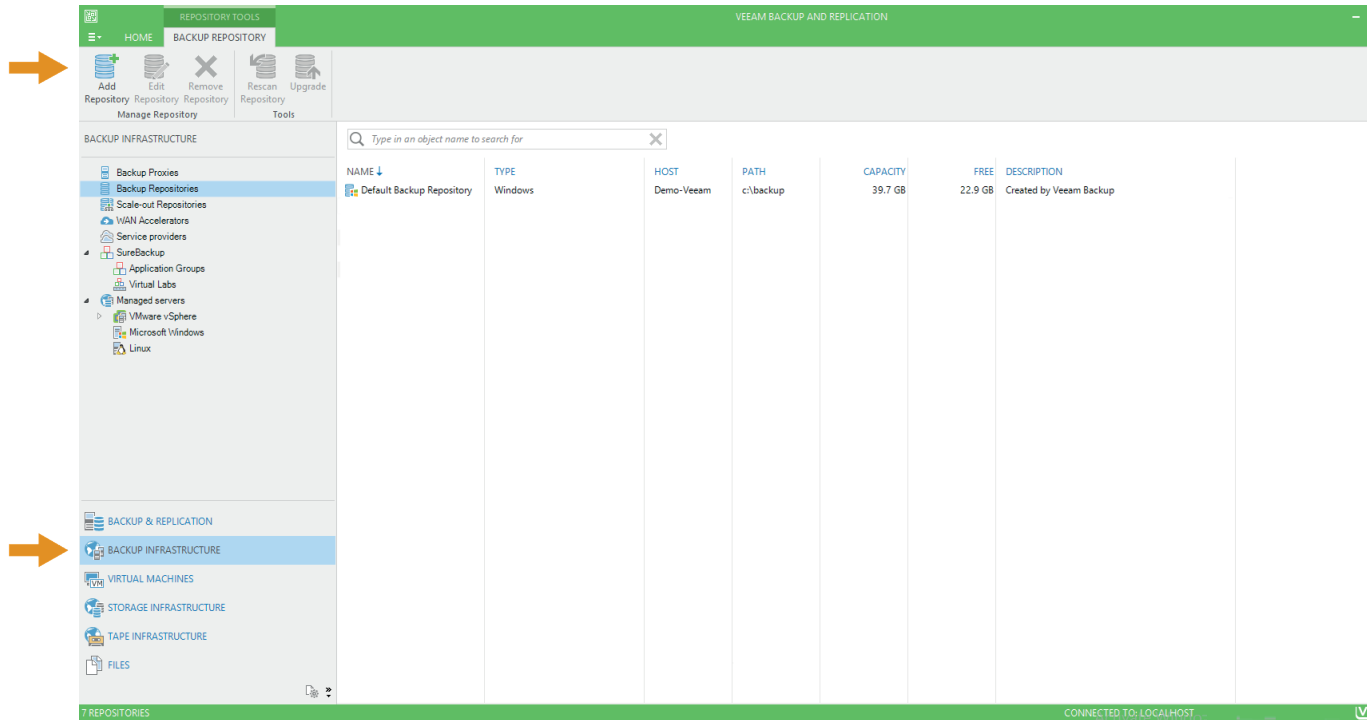 REPOSITORY TOOLS
VEEAM BACKUP AND REPLICATION
HOME
BACKUP REPOSITORY
Add Repository
Edit Repository
Remove Repository
Rescan Repository
Upgrade
Manage Repository
Tools
BACKUP INFRASTRUCTURE
Type in an object name to search for
Backup Proxies
Backup Repositories
Scale-out Repositories
WAN Accelerators
Service providers
SureBackup
Application Groups
Virtual Labs
Managed servers
VMware vSphere
Microsoft Windows
Linux
NAME TYPE HOST PATH CAPACITY FREE DESCRIPTION
Default Backup Repository Windows Demo-Veeam c:\backup 39.7 GB 22.9 GB Created by Veeam Backup
BACKUP & REPLICATION
BACKUP INFRASTRUCTURE
VM
VIRTUAL MACHINES
STORAGE INFRASTRUCTURE
TAPE INFRASTRUCTURE
FILES
7 REPOSITORIES
CONNECTED TO: LOCALHOST